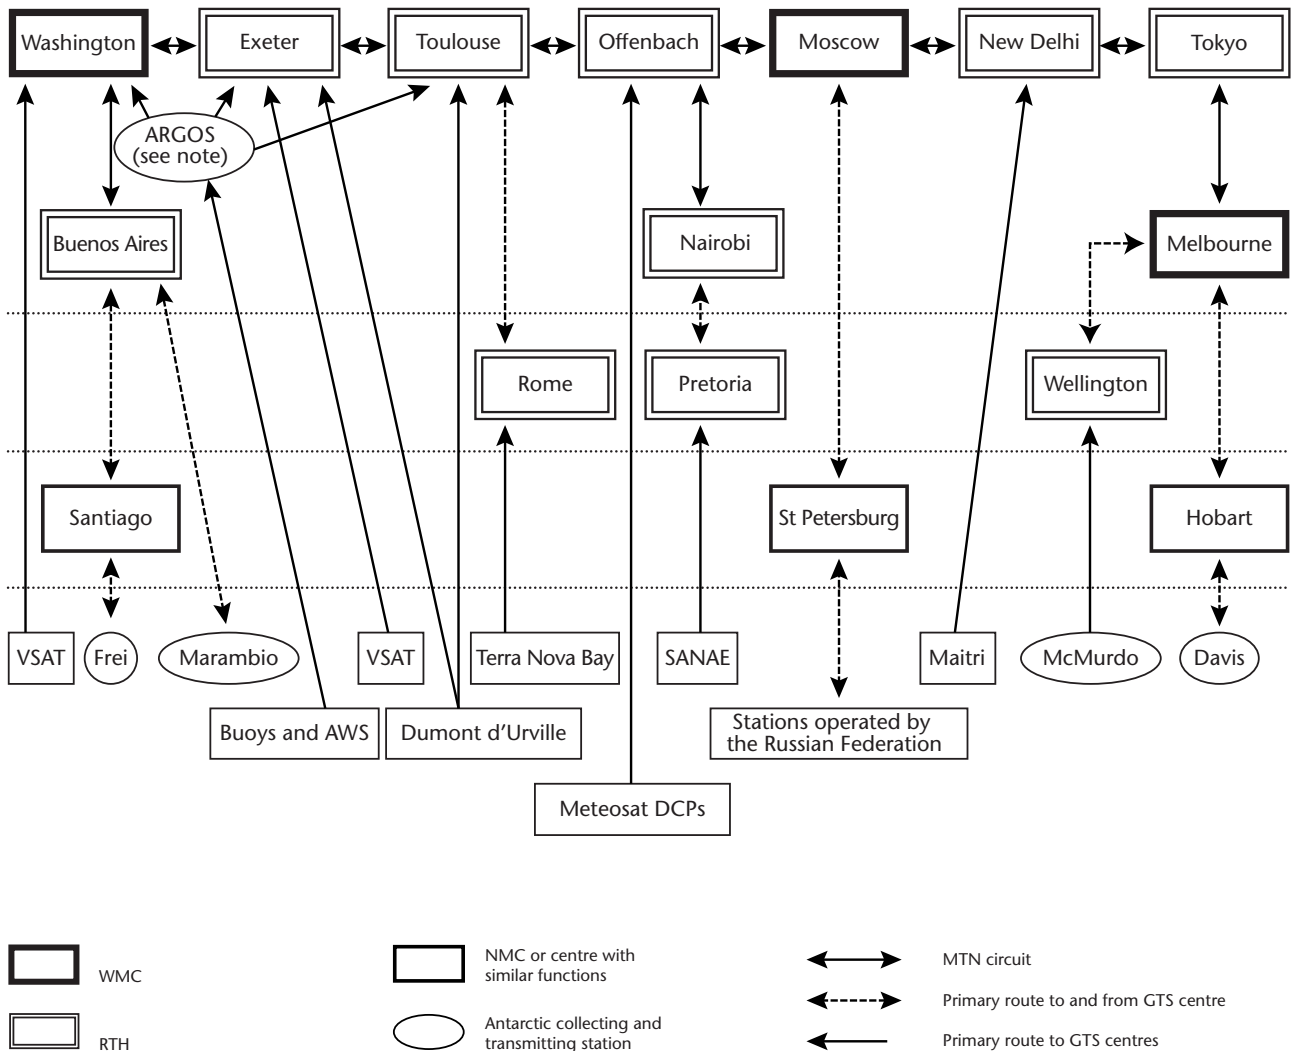 Washington
Exeter
Toulouse
Offenbach
Moscow
New Delhi
Tokyo
ARGOS
(see note)
Buenos Aires
Nairobi
Melbourne
Rome
Pretoria
Wellington
Santiago
St Petersburg
Hobart
VSAT
Frei
Marambio
VSAT
Terra Nova Bay
SANAE
Maitri
McMurdo
Davis
Buoys and AWS
Dumont d’Urville
Stations operated by
the Russian Federation
Meteosat DCPs
WMC
NMC or centre with
similar functions
MTN circuit
Primary route to and from GTS centre
RTH
Antarctic collecting and
transmitting station
Primary route to GTS centres